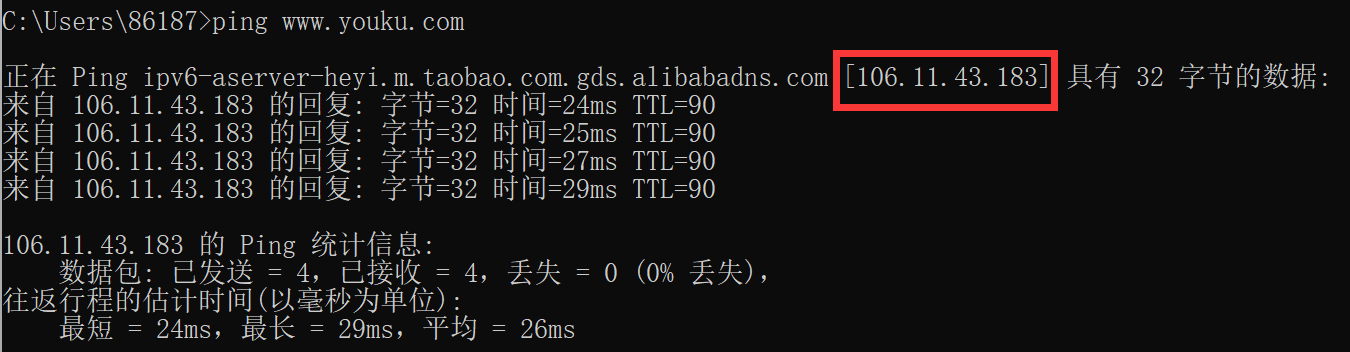 C:\Users\86187>ping www.youku.com
正在 Ping ipv6-aserver-heyi.m.taobao.com.gds.alibabadns.com [106.11.43.183] 具有 32 字节的数据:
来自 106.11.43.183 的回复: 字节=32 时间=24ms TTL=90
来自 106.11.43.183 的回复: 字节=32 时间=25ms TTL=90
来自 106.11.43.183 的回复: 字节=32 时间=27ms TTL=90
来自 106.11.43.183 的回复: 字节=32 时间=29ms TTL=90
106.11.43.183 的 Ping 统计信息:
数据包: 已发送 = 4，已接收 = 4，丢失 = 0 (0% 丢失)，
往返行程的估计时间(以毫秒为单位):
最短 = 24ms，最长 = 29ms，平均 = 26ms